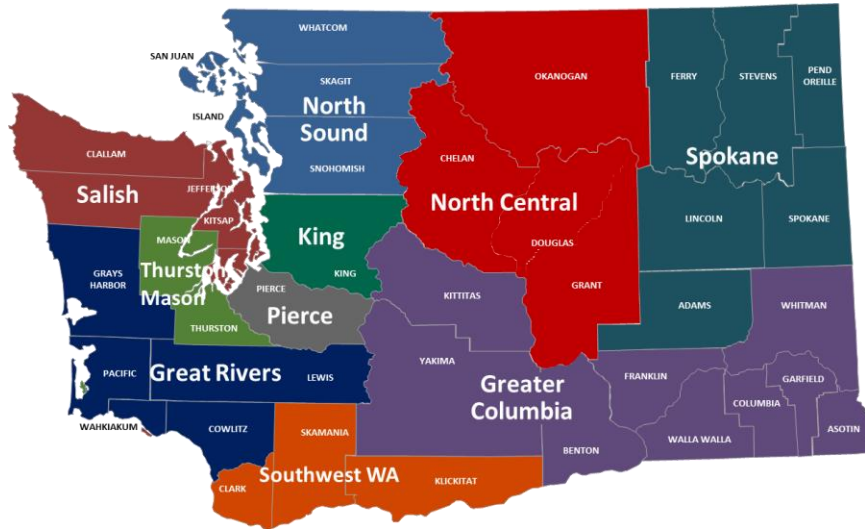 WHATCOM
SAN JUAN
SKAGIT
North
Sound
ISLAND
SNOHOMISH
OKANOGAN
FERRY
STEVENS
PEND
OREILLE
Spokane
CLALLAM
Salish
JEFFERSON
KITSAP
CHELAN
North Central
DOUGLAS
GRANT
LINCOLN
SPOKANE
ADAMS
WHITMAN
King
KING
MASON
Thurston
Mason
THURSTON
GRAYS
HARBOR
PIERCE
Pierce
KITTITAS
YAKIMA
Greater
Columbia
FRANKLIN
GARFIELD
COLUMBIA
ASOTIN
WALLA WALLA
BENTON
PACIFIC
Great Rivers
LEWIS
WAHKIAKUM
COWLITZ
SKAMANIA
Southwest WA
CLARK
KLICKITAT